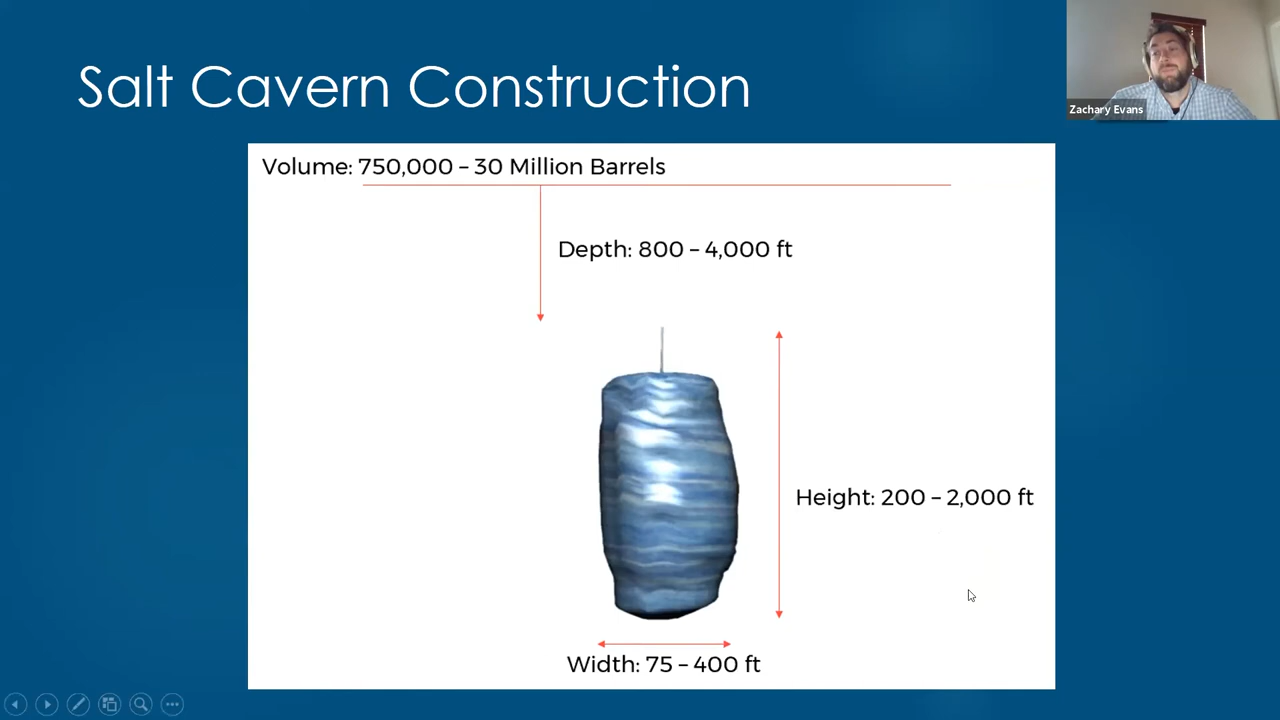 Salt Cavern Construction
Zachary Evans
Volume: 750,000 – 30 Million Barrels
Depth: 800 – 4,000 ft
Height: 200 – 2,000 ft
Width: 75 – 400 ft